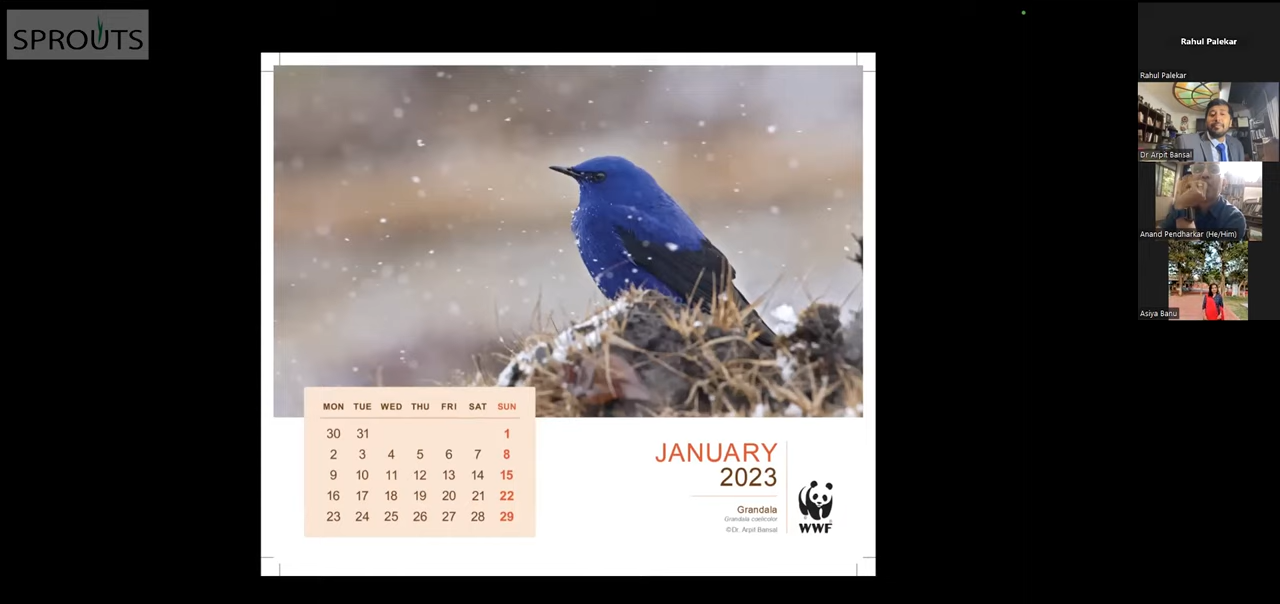 SPROUTS
Rahul Palekar
Rahul Palekar
Dr Arpit Bansal
Anand Pendharkar (He/Him)
Asiya Banu
MON TUE WED THU FRI SAT SUN
30 31 1
2 3 4 5 6 7 8
9 10 11 12 13 14 15
16 17 18 19 20 21 22
23 24 25 26 27 28 29
JANUARY
2023
Grandala
Grandala coelicolor
©Dr. Arpit Bansal
WWF